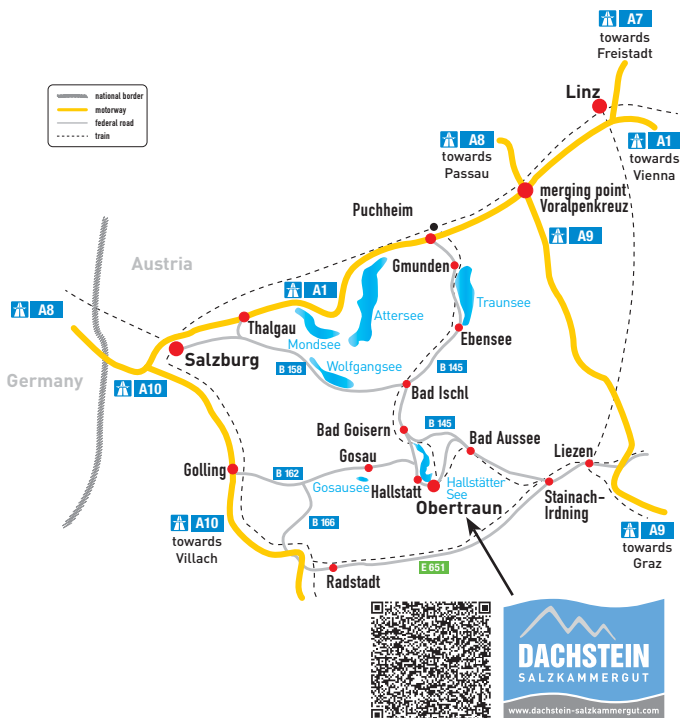 A7
towards
Freistadt
national border
motorway
federal road
train
Linz
A8
towards
Passau
A1
towards
Vienna
merging point
Voralpenkreuz
Puchheim
A9
Austria
Gmunden
A1
Attersee
Traunsee
A8
Thalgau
Mondsee
Ebensee
Salzburg
Wolfgangsee
B 158
B 145
Germany
A10
Bad Ischl
Bad Goisern
B 145
Bad Aussee
Gosau
Liezen
Golling
B 162
Gosausee
Hallstatt
Hallstätter
See
Obertraun
Stainach-
Irdning
A10
towards
Villach
B 166
A9
towards
Graz
E 651
Radstadt
DACHSTEIN
SALZKAMMERGUT
www.dachstein-salzkammergut.com